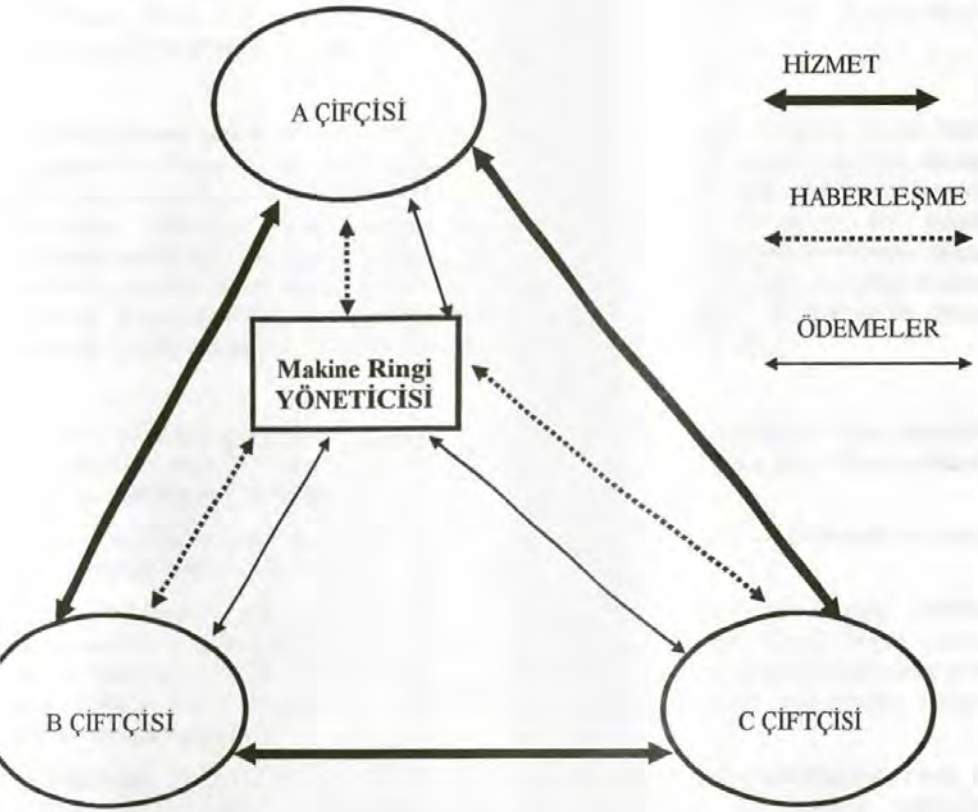 A ÇİFÇİSİ
HİZMET
HABERLEŞME
ÖDEMELER
Makine Ringi
YÖNETİCİSİ
B ÇİFTÇİSİ
C ÇİFTÇİSİ